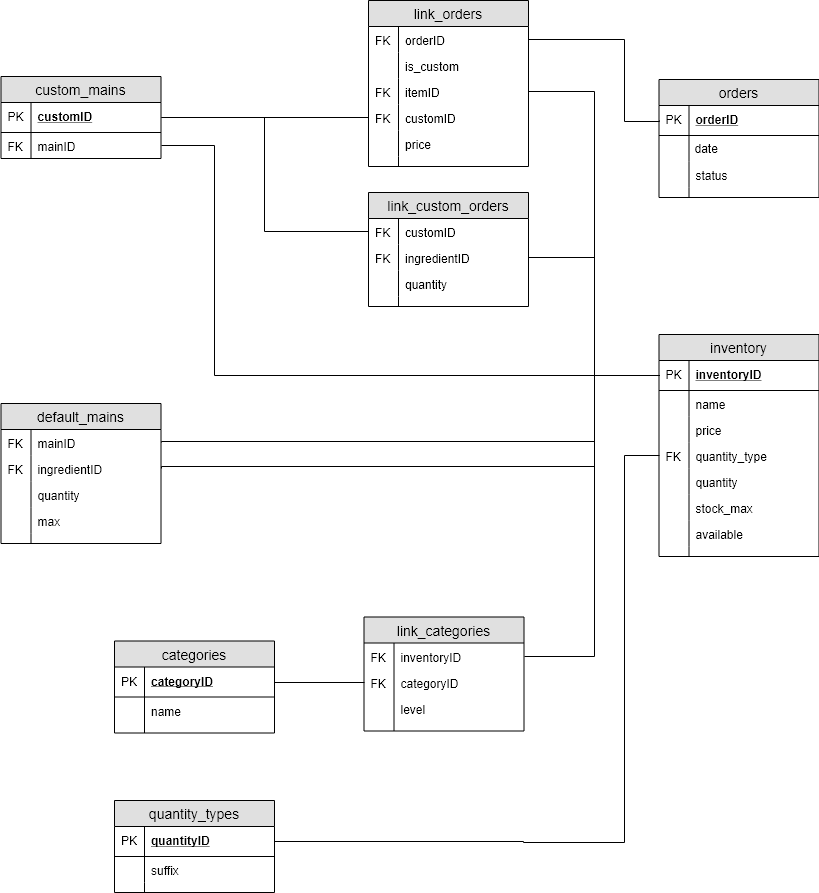 link_orders
FK orderID
is_custom
FK itemID
FK customID
price
custom_mains
PK customID
FK mainID
orders
PK orderID
date
status
link_custom_orders
FK customID
FK ingredientID
quantity
inventory
PK inventoryID
name
price
FK quantity_type
quantity
stock_max
available
default_mains
FK mainID
FK ingredientID
quantity
max
link_categories
FK inventoryID
FK categoryID
level
categories
PK categoryID
name
quantity_types
PK quantityID
suffix